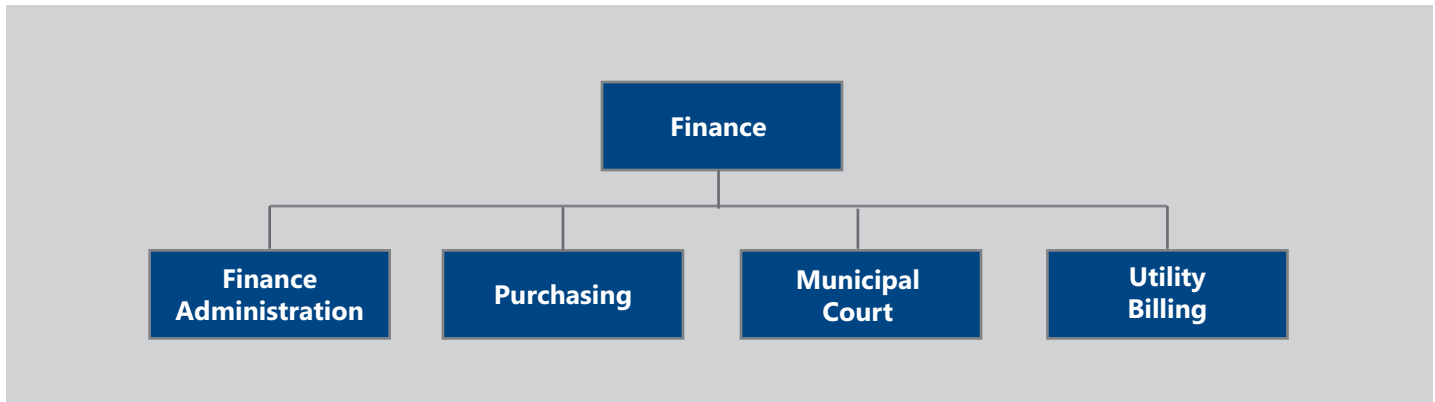 Finance
Finance
Administration
Purchasing
Municipal
Court
Utility
Billing